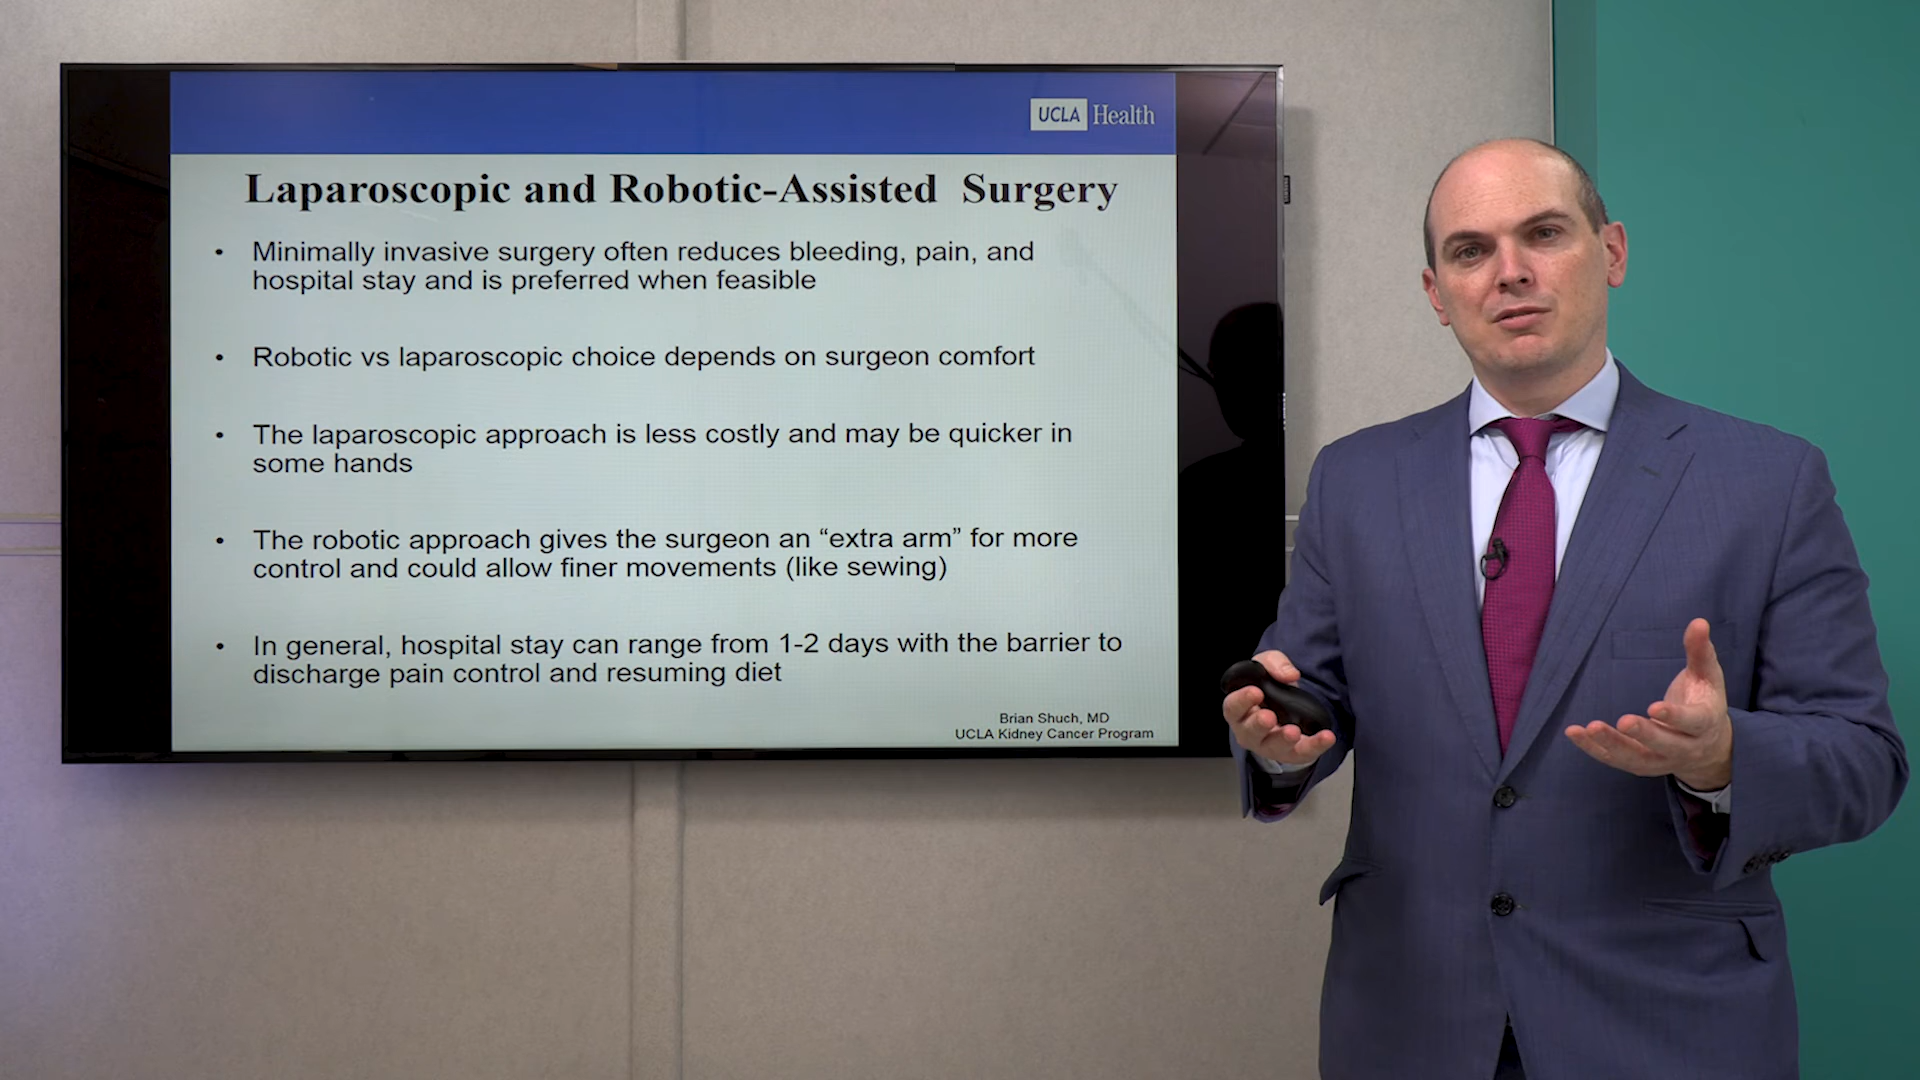 UCLA Health
Laparoscopic and Robotic-Assisted Surgery
• Minimally invasive surgery often reduces bleeding, pain, and
hospital stay and is preferred when feasible
• Robotic vs laparoscopic choice depends on surgeon comfort
• The laparoscopic approach is less costly and may be quicker in
some hands
• The robotic approach gives the surgeon an “extra arm” for more
control and could allow finer movements (like sewing)
• In general, hospital stay can range from 1-2 days with the barrier to
discharge pain control and resuming diet
Brian Shuch, MD
UCLA Kidney Cancer Program